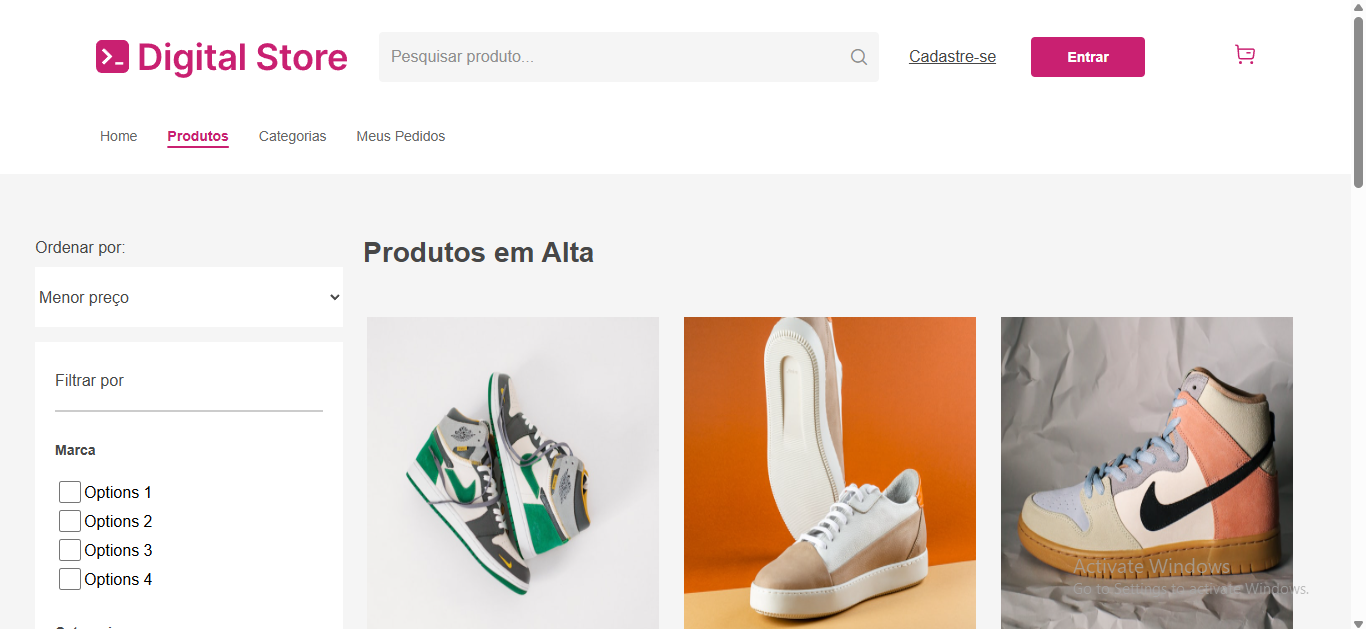 Digital Store
Pesquisar produto...
Cadastre-se
Entrar
Home
Produtos
Categorias
Meus Pedidos
Ordenar por:
Menor preço
Filtrar por
Marca
Options 1
Options 2
Options 3
Options 4
Produtos em Alta
Activate Windows
Go to Settings to activate Windows.